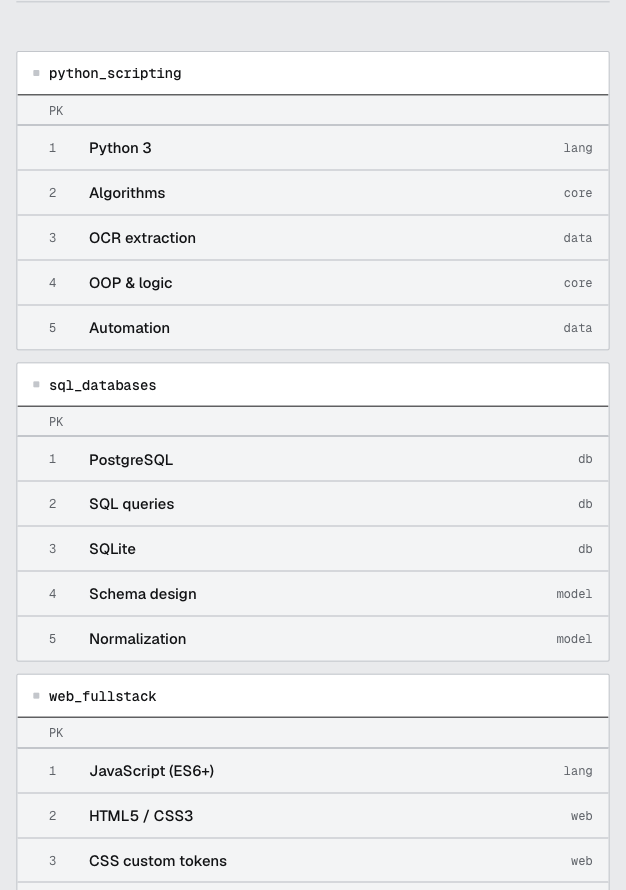 python_scripting
PK
1 Python 3 lang
2 Algorithms core
3 OCR extraction data
4 OOP & logic core
5 Automation data
sql_databases
PK
1 PostgreSQL db
2 SQL queries db
3 SQLite db
4 Schema design model
5 Normalization model
web_fullstack
PK
1 JavaScript (ES6+) lang
2 HTML5 / CSS3 web
3 CSS custom tokens web